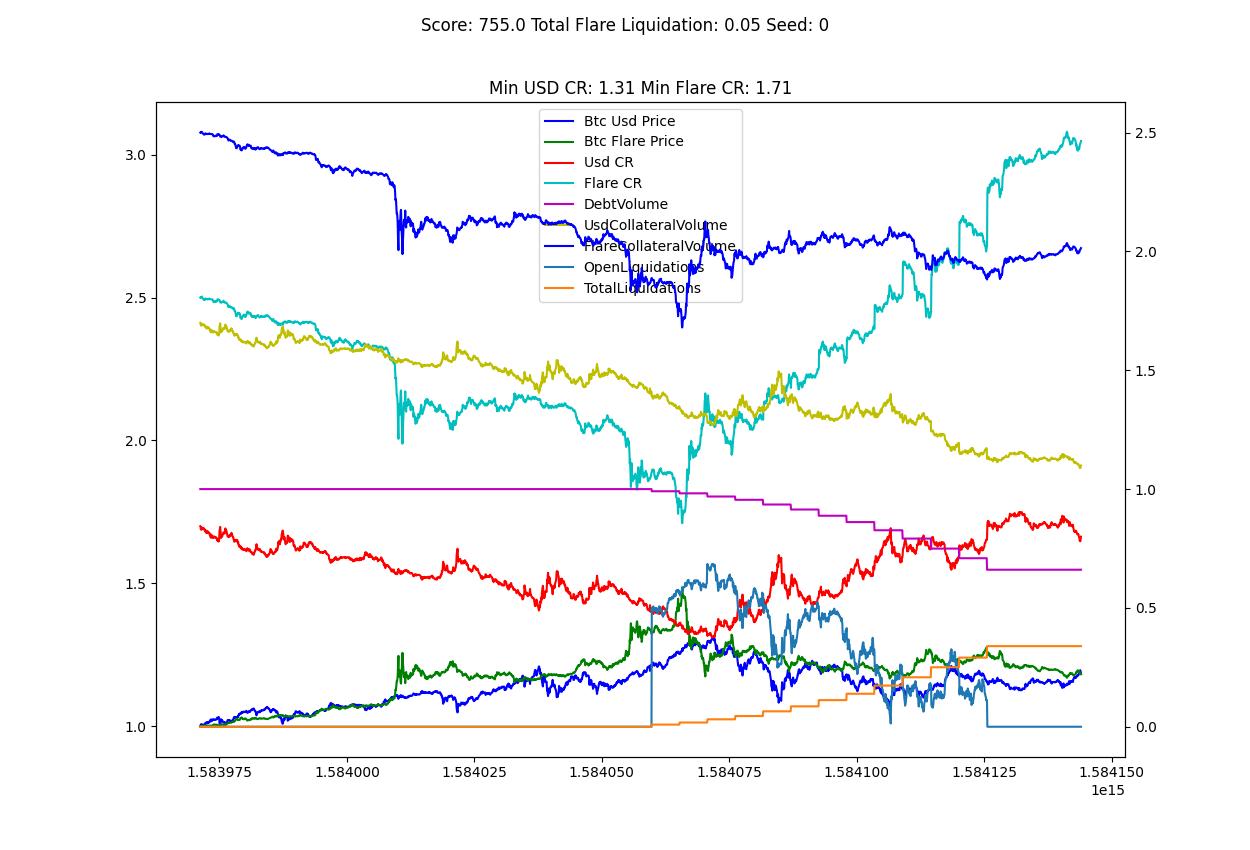 Score: 755.0 Total Flare Liquidation: 0.05 Seed: 0
Min USD CR: 1.31 Min Flare CR: 1.71
Btc Usd Price
Btc Flare Price
Usd CR
Flare CR
DebtVolume
UsdCollateralVolume
FlareCollateralVolume
OpenLiquidations
TotalLiquidations
3.0
2.5
2.0
1.5
1.0
2.5
2.0
1.5
1.0
0.5
0.0
1.583975
1.584000
1.584025
1.584050
1.584075
1.584100
1.584125
1.584150
1e15